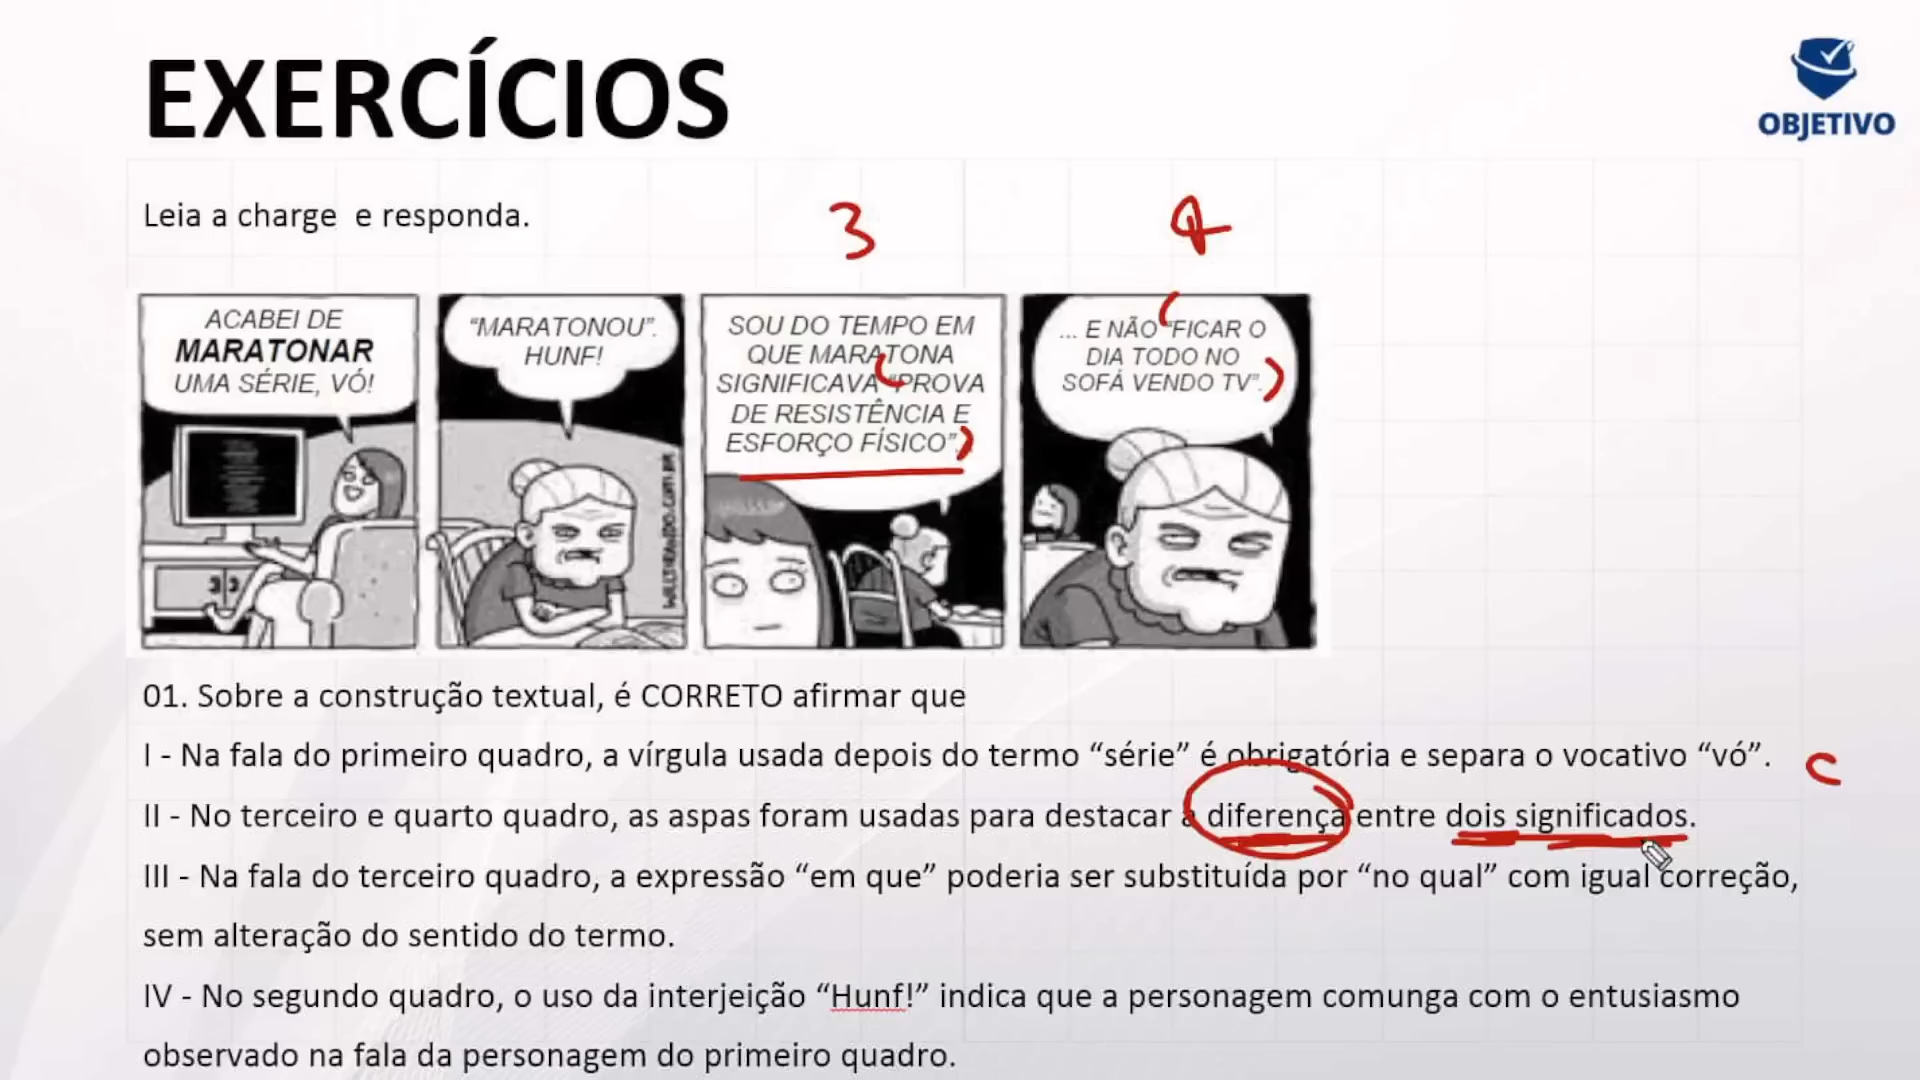 EXERCÍCIOS
OBJETIVO
Leia a charge e responda.
3
4
ACABEI DE
MARATONAR
UMA SÉRIE, VÓ!
“MARATONOU”.
HUNF!
SOU DO TEMPO EM
QUE MARATONA
SIGNIFICAVA “PROVA
DE RESISTÊNCIA E
ESFORÇO FÍSICO”
... E NÃO “FICAR O
DIA TODO NO
SOFÁ VENDO TV”.
WILLTIRANDO.COM.BR
01. Sobre a construção textual, é CORRETO afirmar que
I - Na fala do primeiro quadro, a vírgula usada depois do termo “série” é obrigatória e separa o vocativo “vó”. C
II - No terceiro e quarto quadro, as aspas foram usadas para destacar a diferença entre dois significados.
III - Na fala do terceiro quadro, a expressão “em que” poderia ser substituída por “no qual” com igual correção,
sem alteração do sentido do termo.
IV - No segundo quadro, o uso da interjeição “Hunf!” indica que a personagem comunga com o entusiasmo
observado na fala da personagem do primeiro quadro.